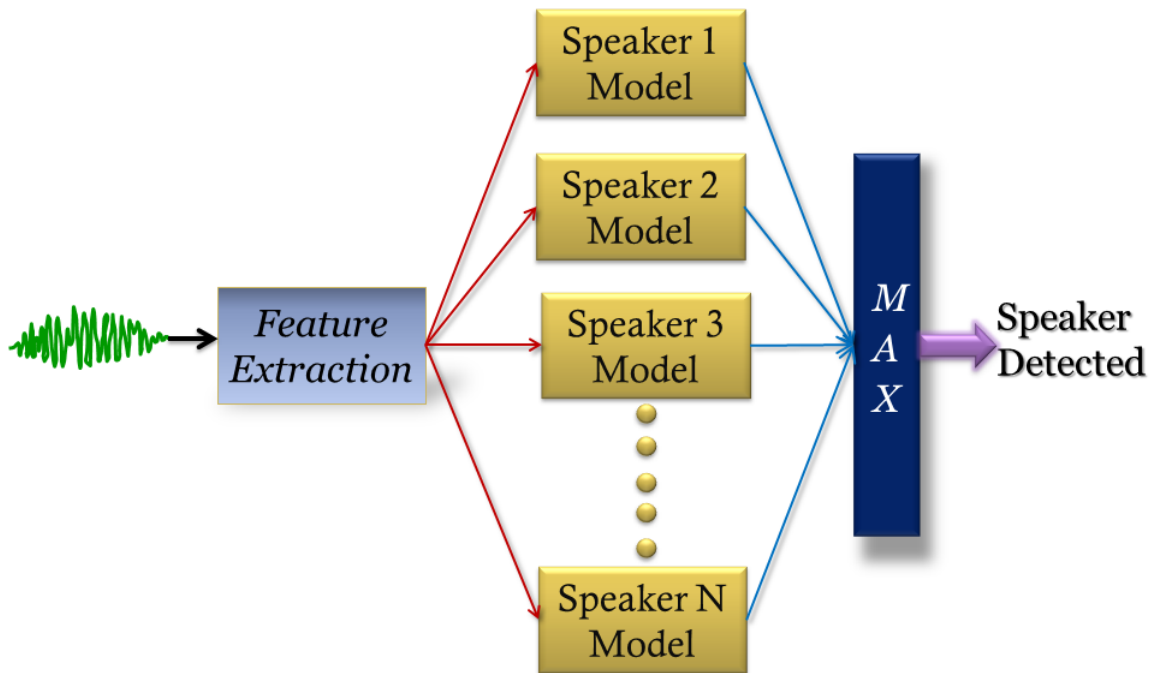 Speaker 1
Model
Speaker 2
Model
Feature
Extraction
Speaker 3
Model
M
A
X
Speaker
Detected
Speaker N
Model